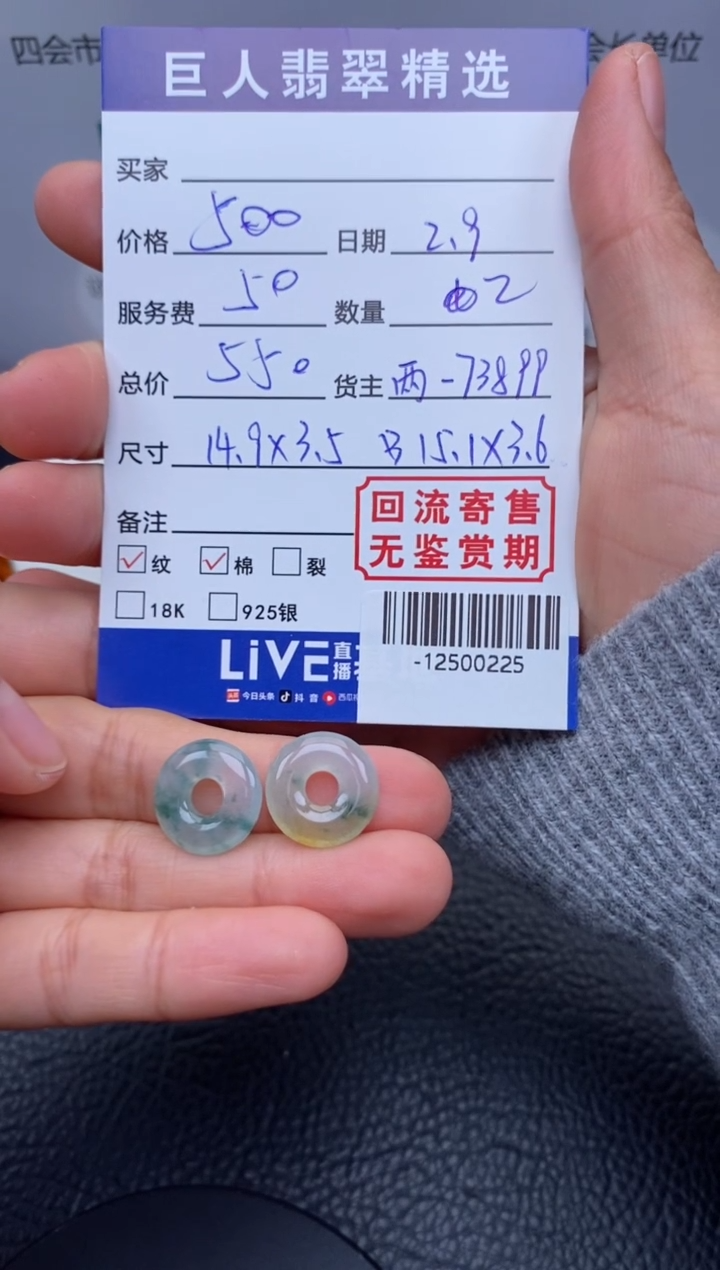 四会市
会长单位
巨人翡翠精选
买家
价格 500 日期 2.9
服务费 50 数量 2
总价 550 货主 两-73899
尺寸 14.9X3.5 B 15.1X3.6
备注
回流寄售
无鉴赏期
纹 棉 裂
18K 925银
LiVE 直
播
今日头条 抖音 西瓜
-12500225